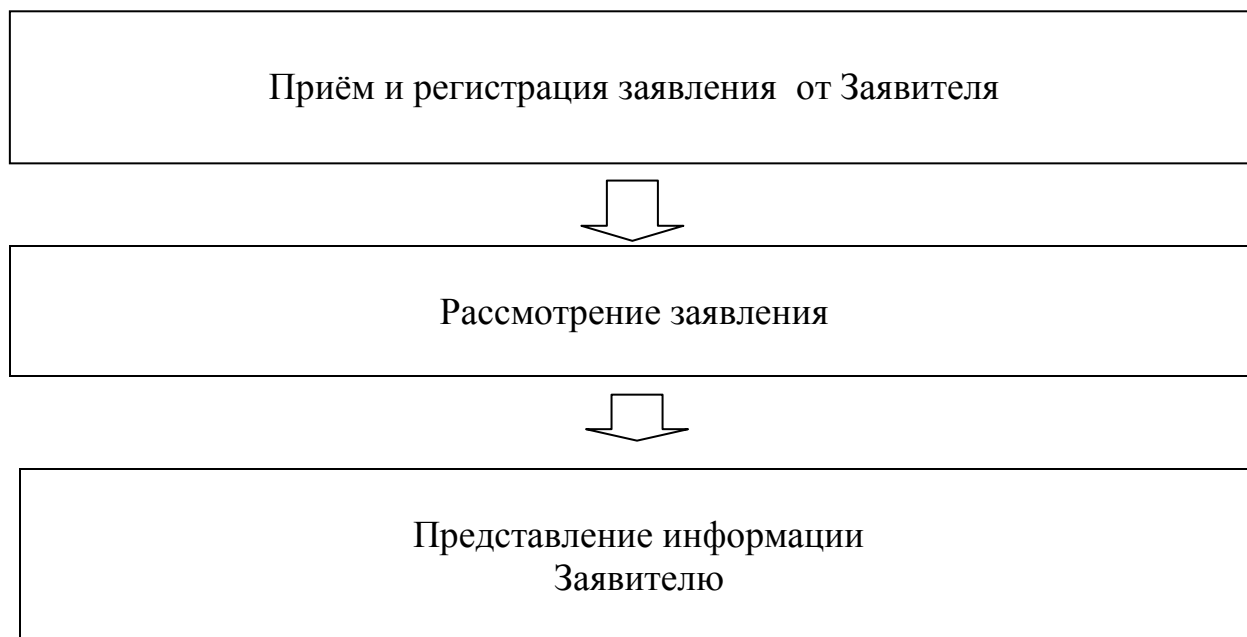 Приём и регистрация заявления  от Заявителя
Рассмотрение заявления
Представление информации
Заявителю